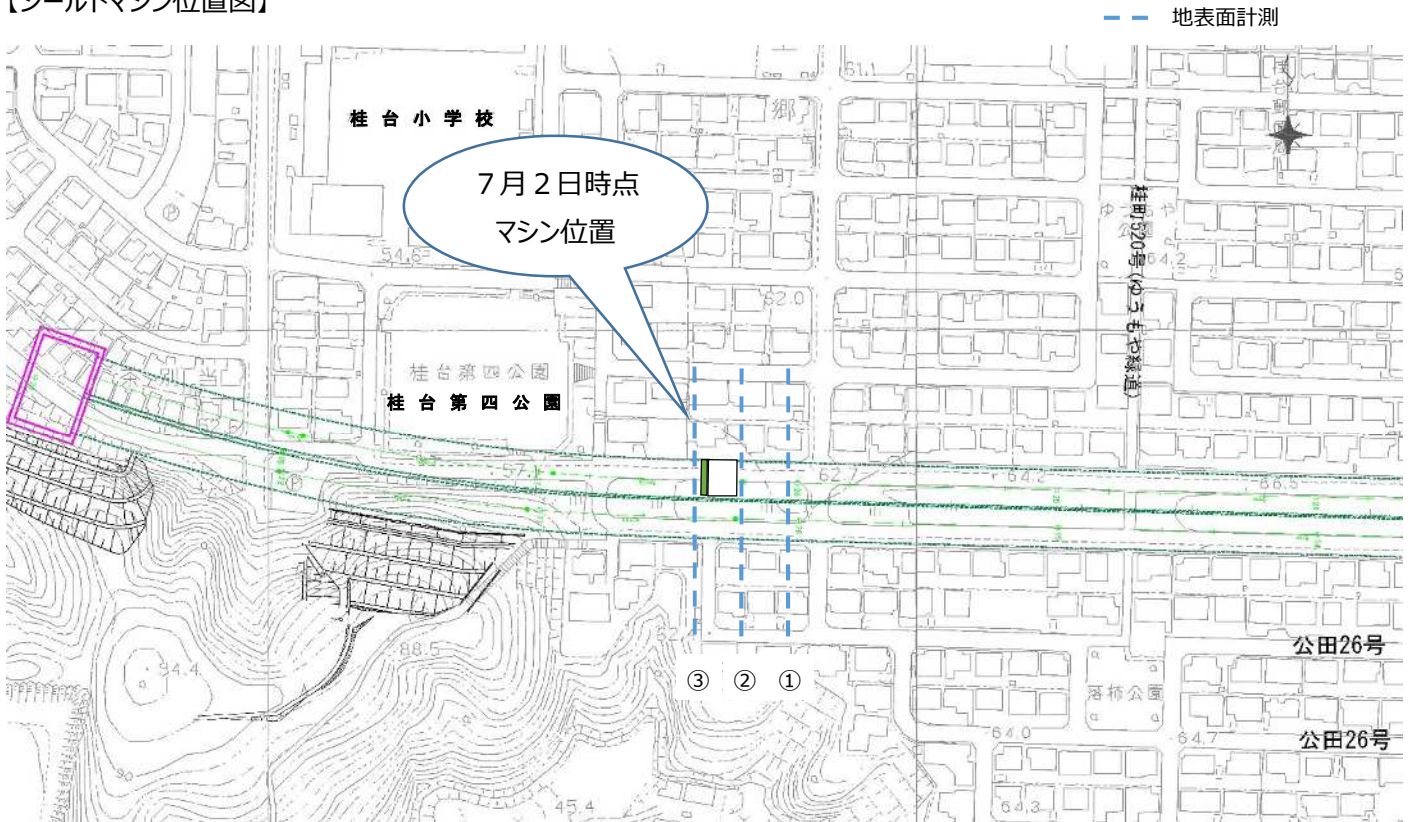 【シールドマシン位置図】
地表面計測
61.1
桂台小学校
郷
町
7月2日時点
マシン位置
54.6
62.0
64.2
桂町520号(ゆうもや緑道)
桂台第四公園
桂台第四公園
57.
62.
64.2
66.5
88.5
94.4
90
③ ② ①
公田26号
落柿公園
64.0
64.7
公田26号
45.4
64.3